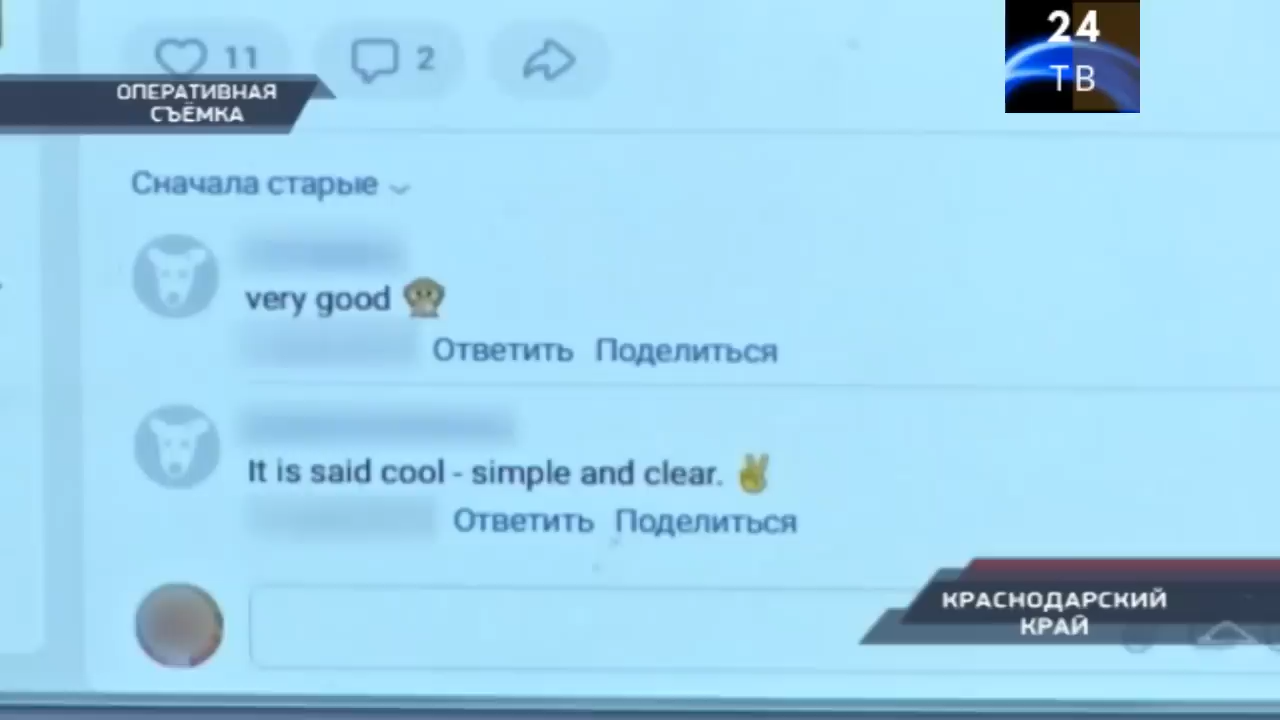 24
ТВ
11
2
ОПЕРАТИВНАЯ
СЪЁМКА
Сначала старые
very good
Ответить Поделиться
It is said cool - simple and clear.
Ответить Поделиться
КРАСНОДАРСКИЙ
КРАЙ